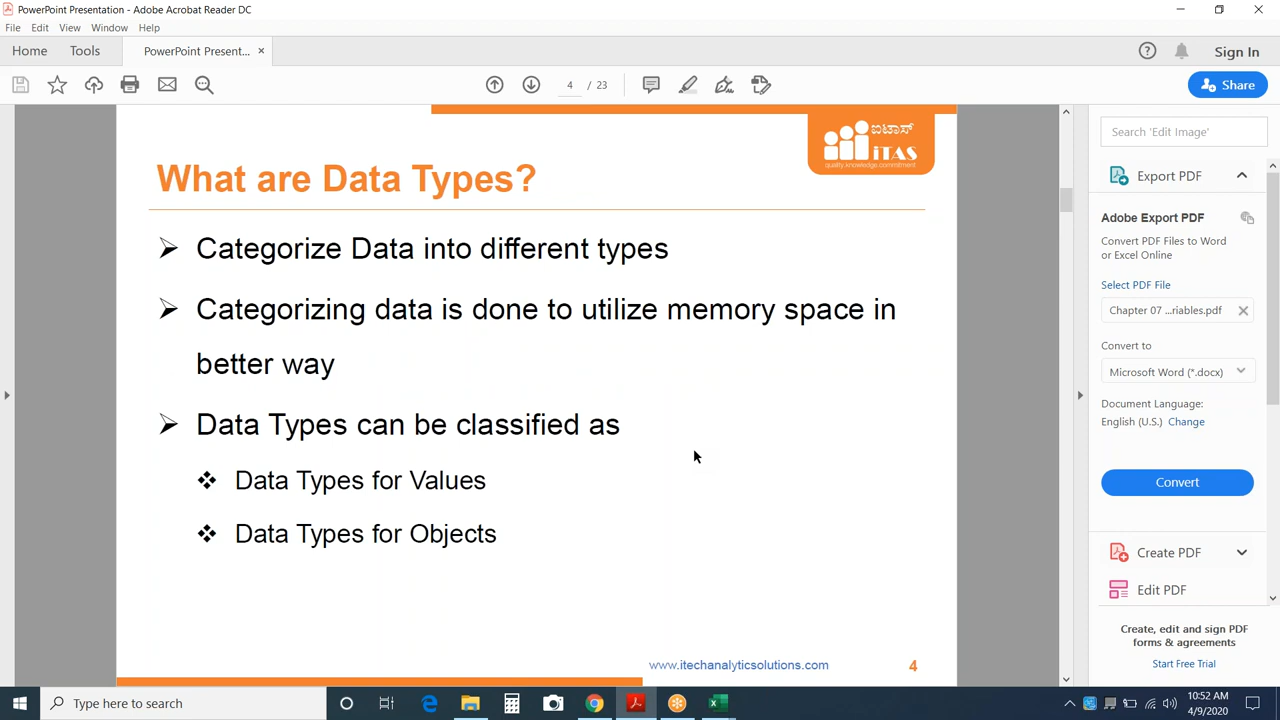 PowerPoint Presentation - Adobe Acrobat Reader DC
File Edit View Window Help
Home Tools PowerPoint Present... × Sign In
4 / 23 Share
ಐಟಾಸ್
iTAS
quality.knowledge.commitment
What are Data Types?
Categorize Data into different types
Categorizing data is done to utilize memory space in
better way
Data Types can be classified as
Data Types for Values
Data Types for Objects
www.itechanalyticsolutions.com 4
Search 'Edit Image'
Export PDF
Adobe Export PDF
Convert PDF Files to Word
or Excel Online
Select PDF File
Chapter 07 ...riables.pdf
Convert to
Microsoft Word (*.docx)
Document Language:
English (U.S.) Change
Convert
Create PDF
Edit PDF
Create, edit and sign PDF
forms & agreements
Start Free Trial
Type here to search
10:52 AM
4/9/2020